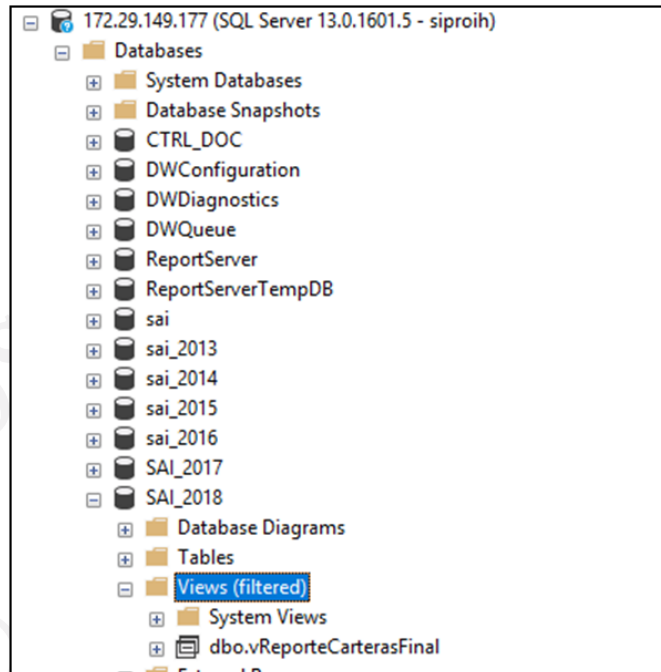 172.29.149.177 (SQL Server 13.0.1601.5 - siproih)
Databases
System Databases
Database Snapshots
CTRL_DOC
DWConfiguration
DWDiagnostics
DWQueue
ReportServer
ReportServerTempDB
sai
sai_2013
sai_2014
sai_2015
sai_2016
SAI_2017
SAI_2018
Database Diagrams
Tables
Views (filtered)
System Views
dbo.vReporteCarterasFinal